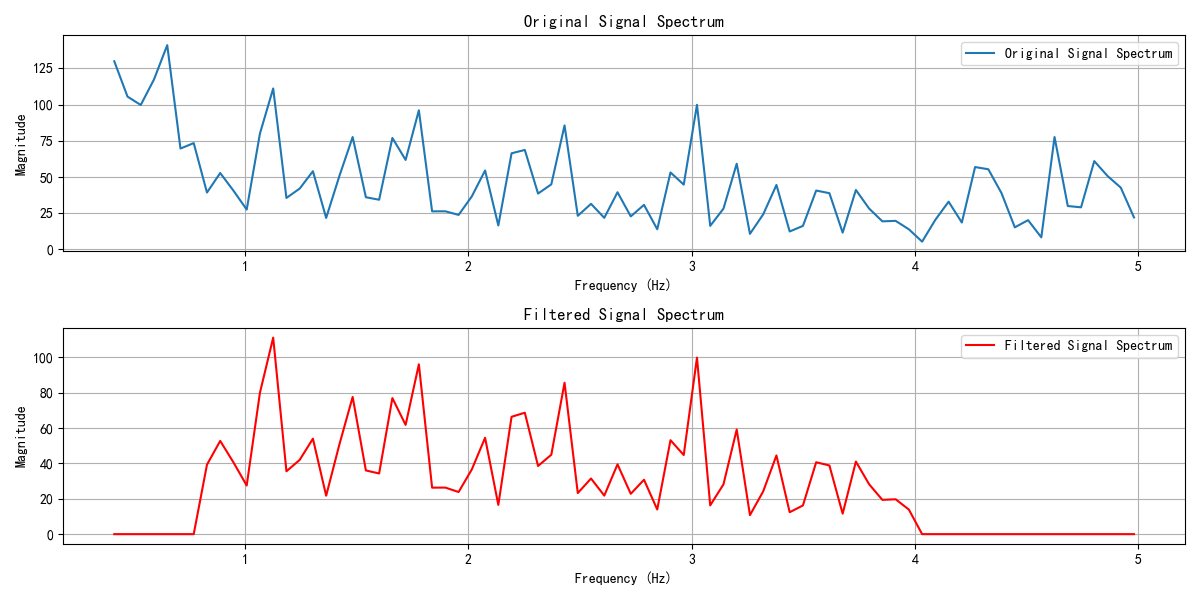 Original Signal Spectrum
Original Signal Spectrum
Magnitude
125
100
75
50
25
0
1 2 3 4 5
Frequency (Hz)
Filtered Signal Spectrum
Filtered Signal Spectrum
Magnitude
100
80
60
40
20
0
1 2 3 4 5
Frequency (Hz)